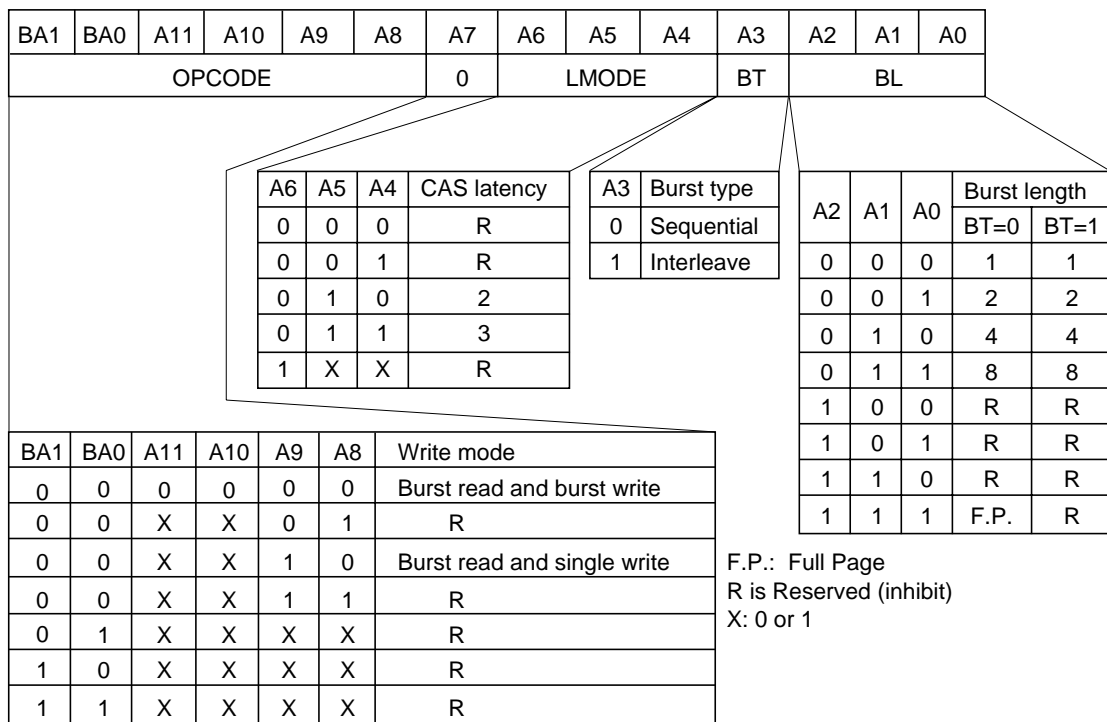 BA1 BA0 A11 A10 A9 A8 A7 A6 A5 A4 A3 A2 A1 A0
OPCODE 0 LMODE BT BL
A6 A5 A4 CAS latency
0 0 0 R
0 0 1 R
0 1 0 2
0 1 1 3
1 X X R
A3 Burst type
0 Sequential
1 Interleave
A2 A1 A0 Burst length
BT=0 BT=1
0 0 0 1 1
0 0 1 2 2
0 1 0 4 4
0 1 1 8 8
1 0 0 R R
1 0 1 R R
1 1 0 R R
1 1 1 F.P. R
BA1 BA0 A11 A10 A9 A8 Write mode
0 0 0 0 0 0 Burst read and burst write
0 0 X X 0 1 R
0 0 X X 1 0 Burst read and single write
0 0 X X 1 1 R
0 1 X X X X R
1 0 X X X X R
1 1 X X X X R
F.P.: Full Page
R is Reserved (inhibit)
X: 0 or 1